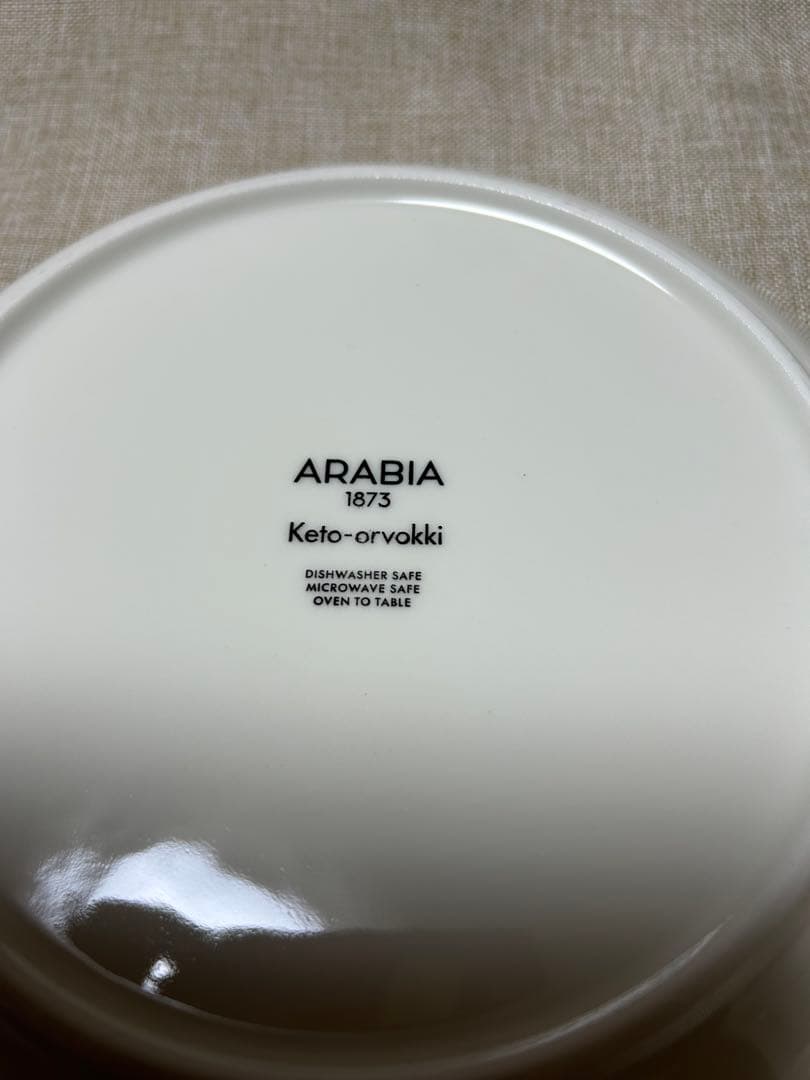 ARABIA
1873
Keto-orvokki
DISHWASHER SAFE
MICROWAVE SAFE
OVEN TO TABLE